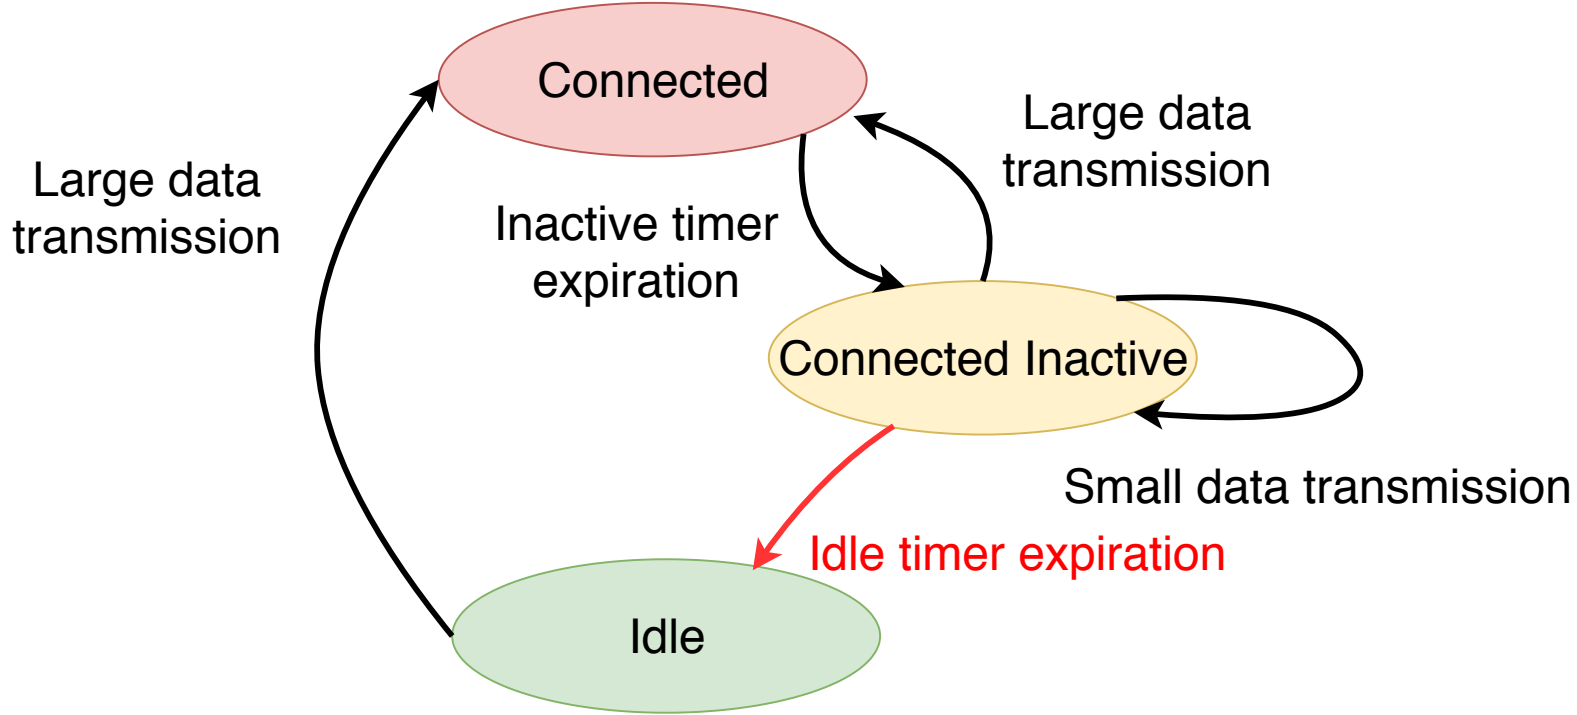 Connected
Large data
transmission
Large data
transmission
Inactive timer
expiration
Connected Inactive
Small data transmission
Idle timer expiration
Idle